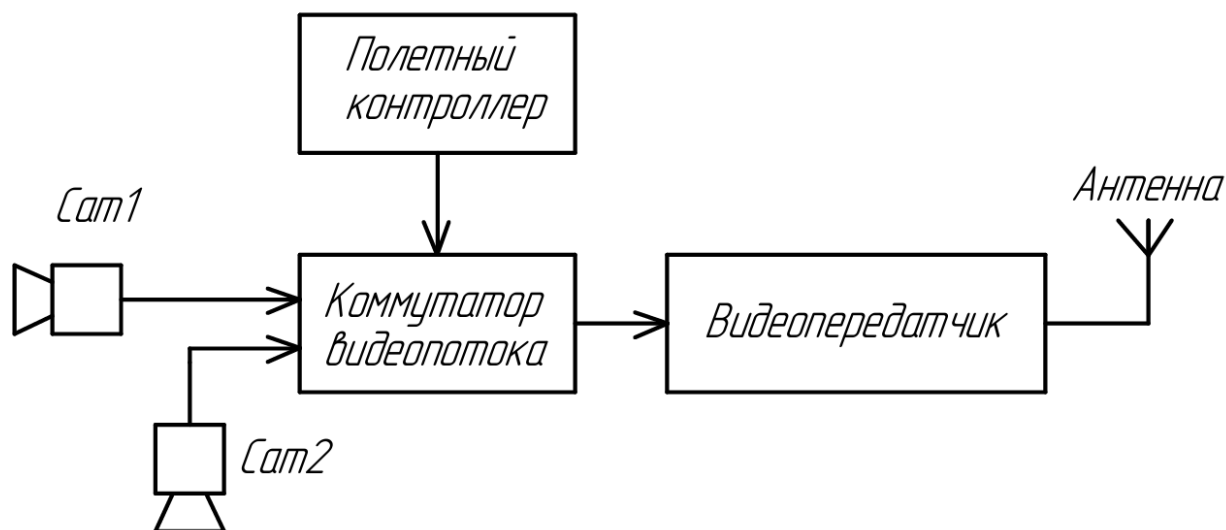 Полетный
контроллер
Cam1
Антенна
Коммутатор
видеопотока
Видеопередатчик
Cam2